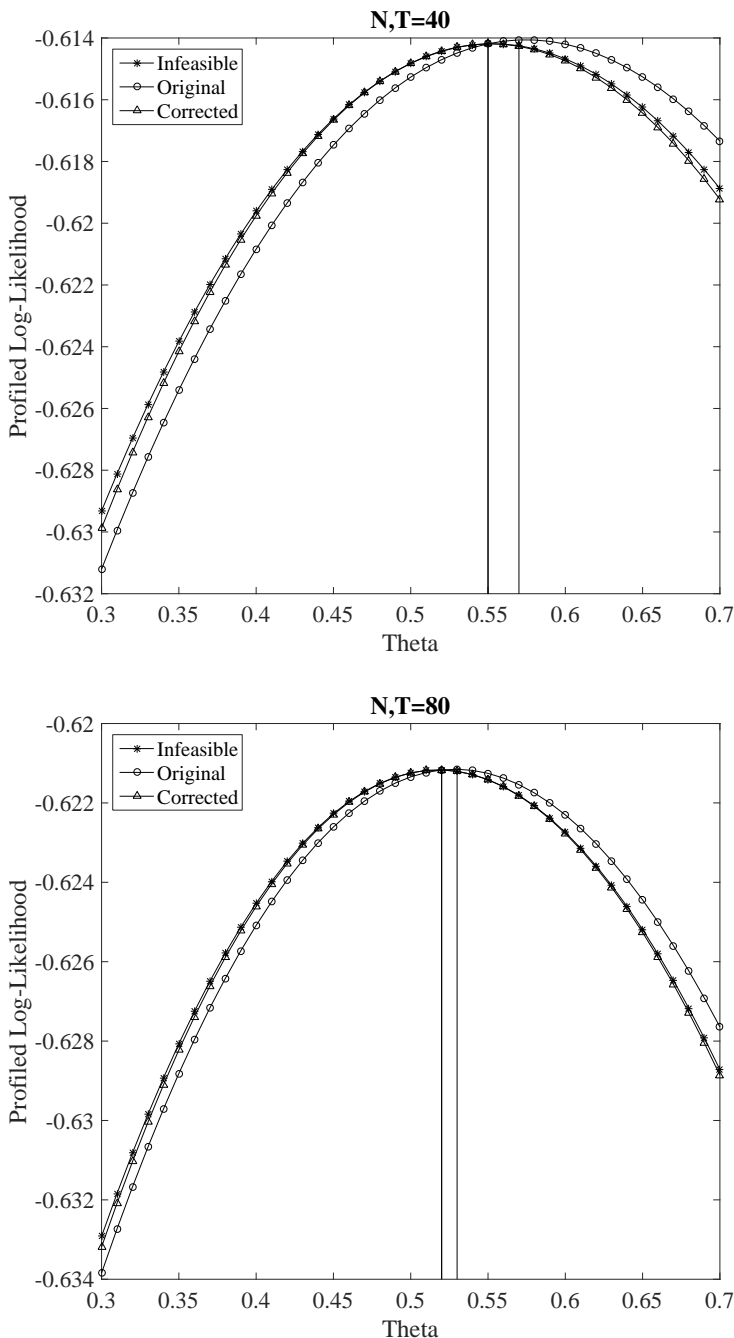 N,T=40
-0.614
-0.616
-0.618
-0.62
-0.622
-0.624
-0.626
-0.628
-0.63
-0.632
Profiled Log-Likelihood
Infeasible
Original
Corrected
0.3 0.35 0.4 0.45 0.5 0.55 0.6 0.65 0.7
Theta
N,T=80
-0.62
-0.622
-0.624
-0.626
-0.628
-0.63
-0.632
-0.634
Profiled Log-Likelihood
Infeasible
Original
Corrected
0.3 0.35 0.4 0.45 0.5 0.55 0.6 0.65 0.7
Theta